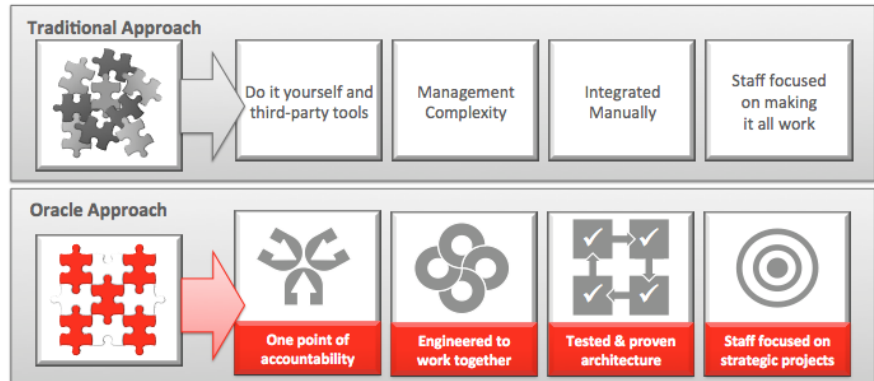 Traditional Approach
Do it yourself and
third-party tools
Management
Complexity
Integrated
Manually
Staff focused
on making
it all work
Oracle Approach
One point of
accountability
Engineered to
work together
Tested & proven
architecture
Staff focused on
strategic projects